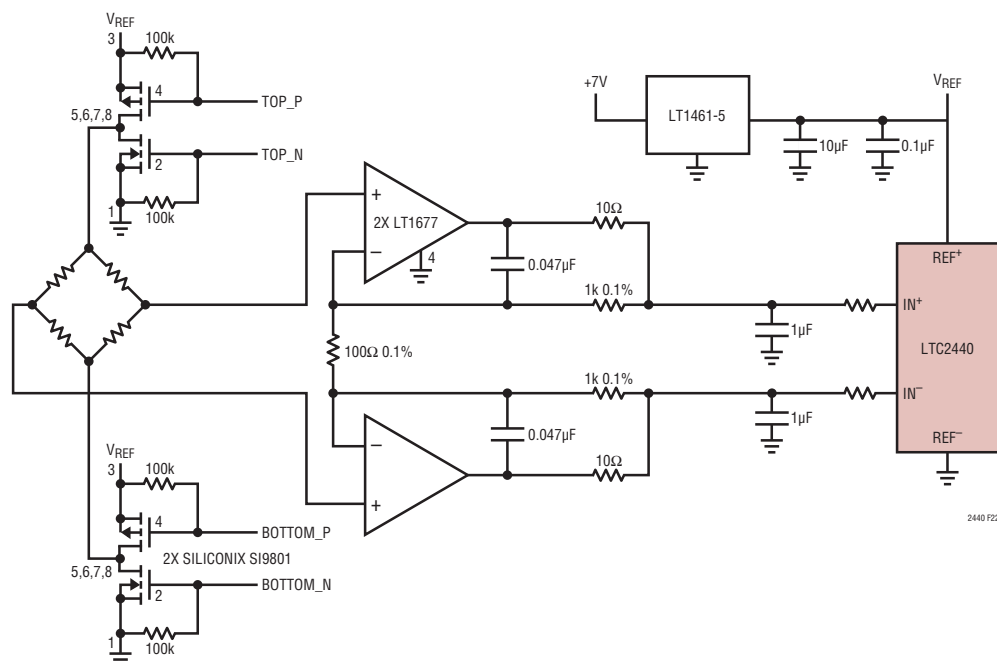 VREF
3
100k
4
TOP_P
5,6,7,8
TOP_N
2
1
100k
+7V
LT1461-5
VREF
10µF
0.1µF
+
2X LT1677
–
4
10Ω
0.047µF
1k 0.1%
100Ω 0.1%
1µF
REF+
IN+
LTC2440
IN–
REF–
1k 0.1%
1µF
–
+
0.047µF
10Ω
VREF
3
100k
4
BOTTOM_P
2X SILICONIX SI9801
5,6,7,8
BOTTOM_N
2
1
100k
2440 F22